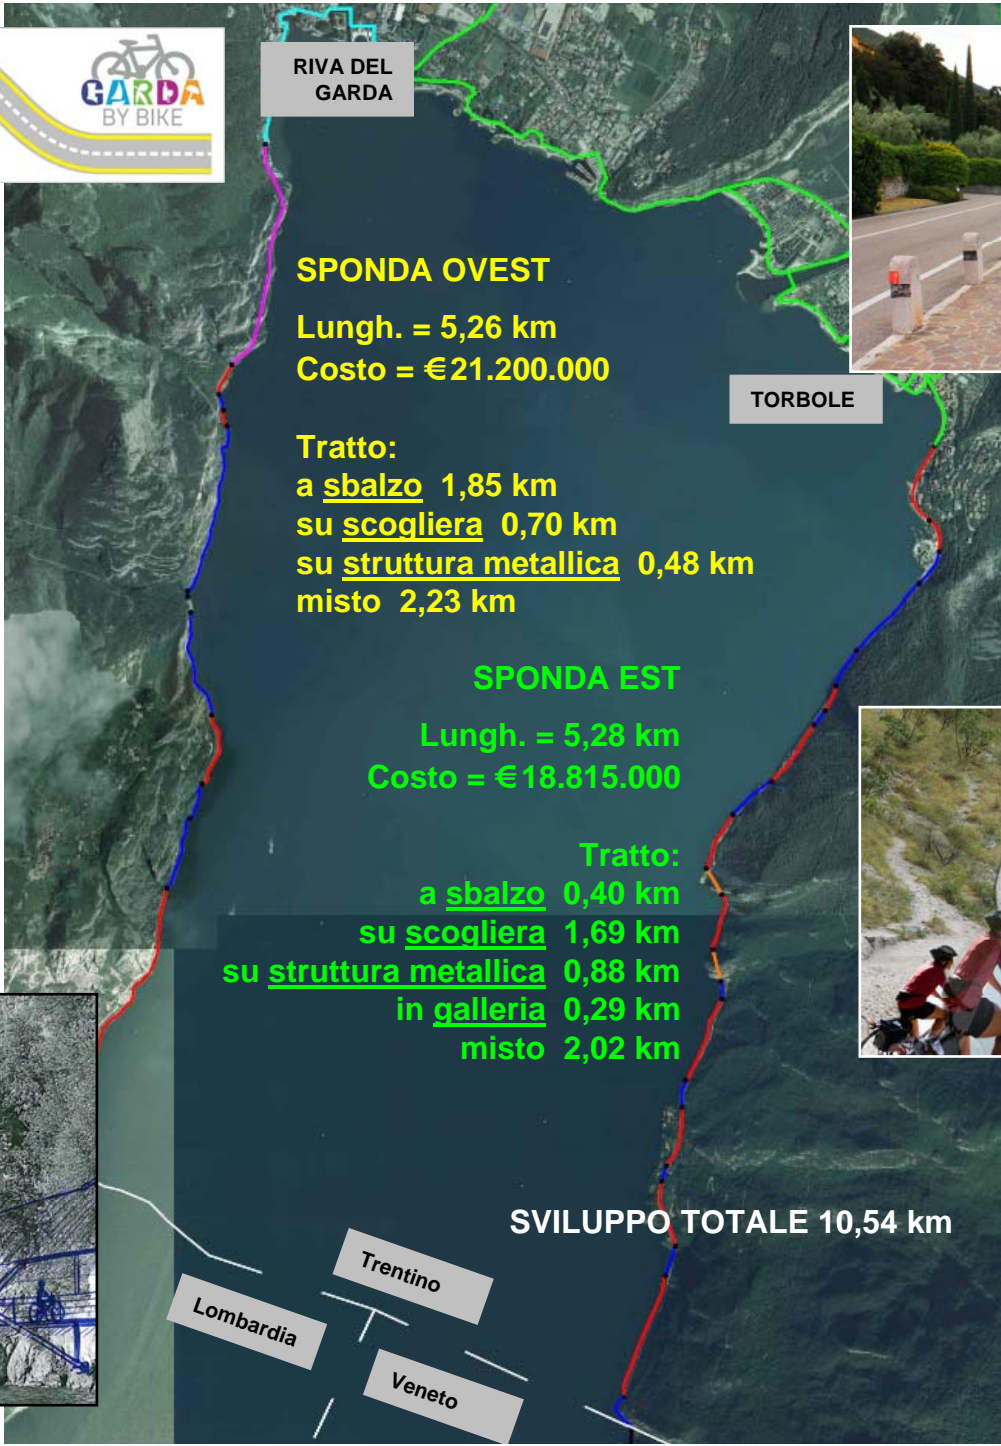 GARDA
BY BIKE
RIVA DEL
GARDA
SPONDA OVEST
Lungh. = 5,26 km
Costo = €21.200.000
TORBOLE
Tratto:
a sbalzo 1,85 km
su scogliera 0,70 km
su struttura metallica 0,48 km
misto 2,23 km
SPONDA EST
Lungh. = 5,28 km
Costo = €18.815.000
Tratto:
a sbalzo 0,40 km
su scogliera 1,69 km
su struttura metallica 0,88 km
in galleria 0,29 km
misto 2,02 km
SVILUPPO TOTALE 10,54 km
Trentino
Lombardia
Veneto